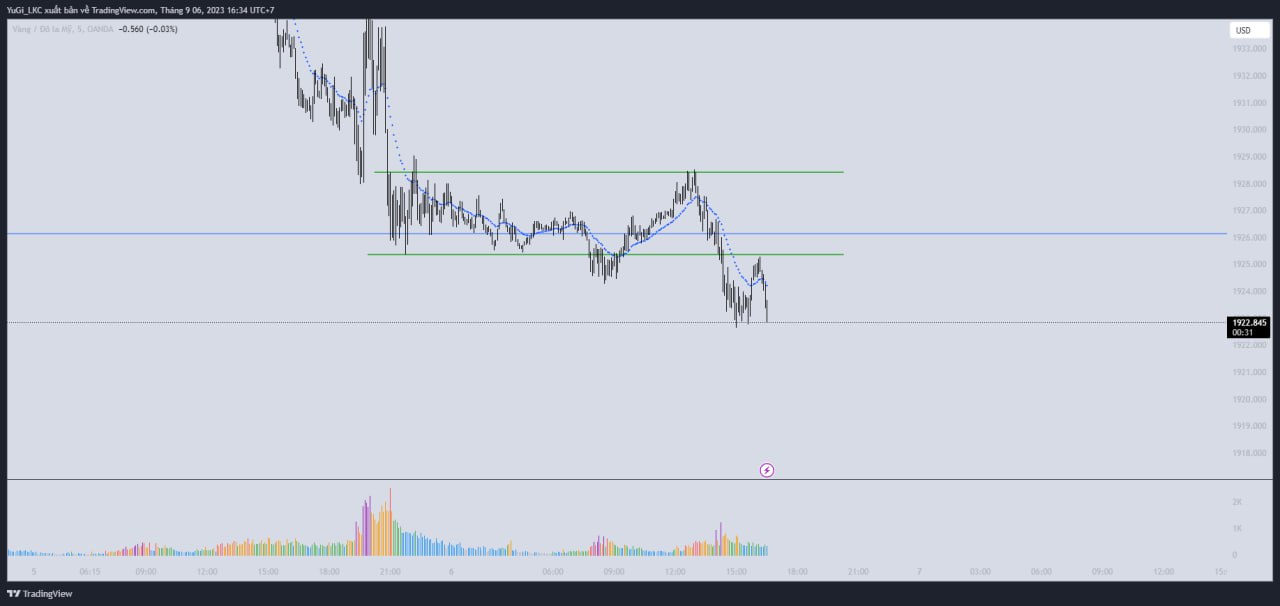 YuGi_LKC xuất bản về TradingView.com, Tháng 9 06, 2023 16:34 UTC+7
Vàng / Đô la Mỹ, 5, OANDA −0.560 (−0.03%)
USD
1933.000
1932.000
1931.000
1930.000
1929.000
1928.000
1927.000
1926.000
1925.000
1924.000
1922.845
00:31
1922.000
1921.000
1920.000
1919.000
1918.000
2K
1K
0
5 06:15 09:00 12:00 15:00 18:00 21:00 6 06:00 09:00 12:00 15:00 18:00 21:00 7 03:00 06:00 09:00 12:00 15:
TradingView